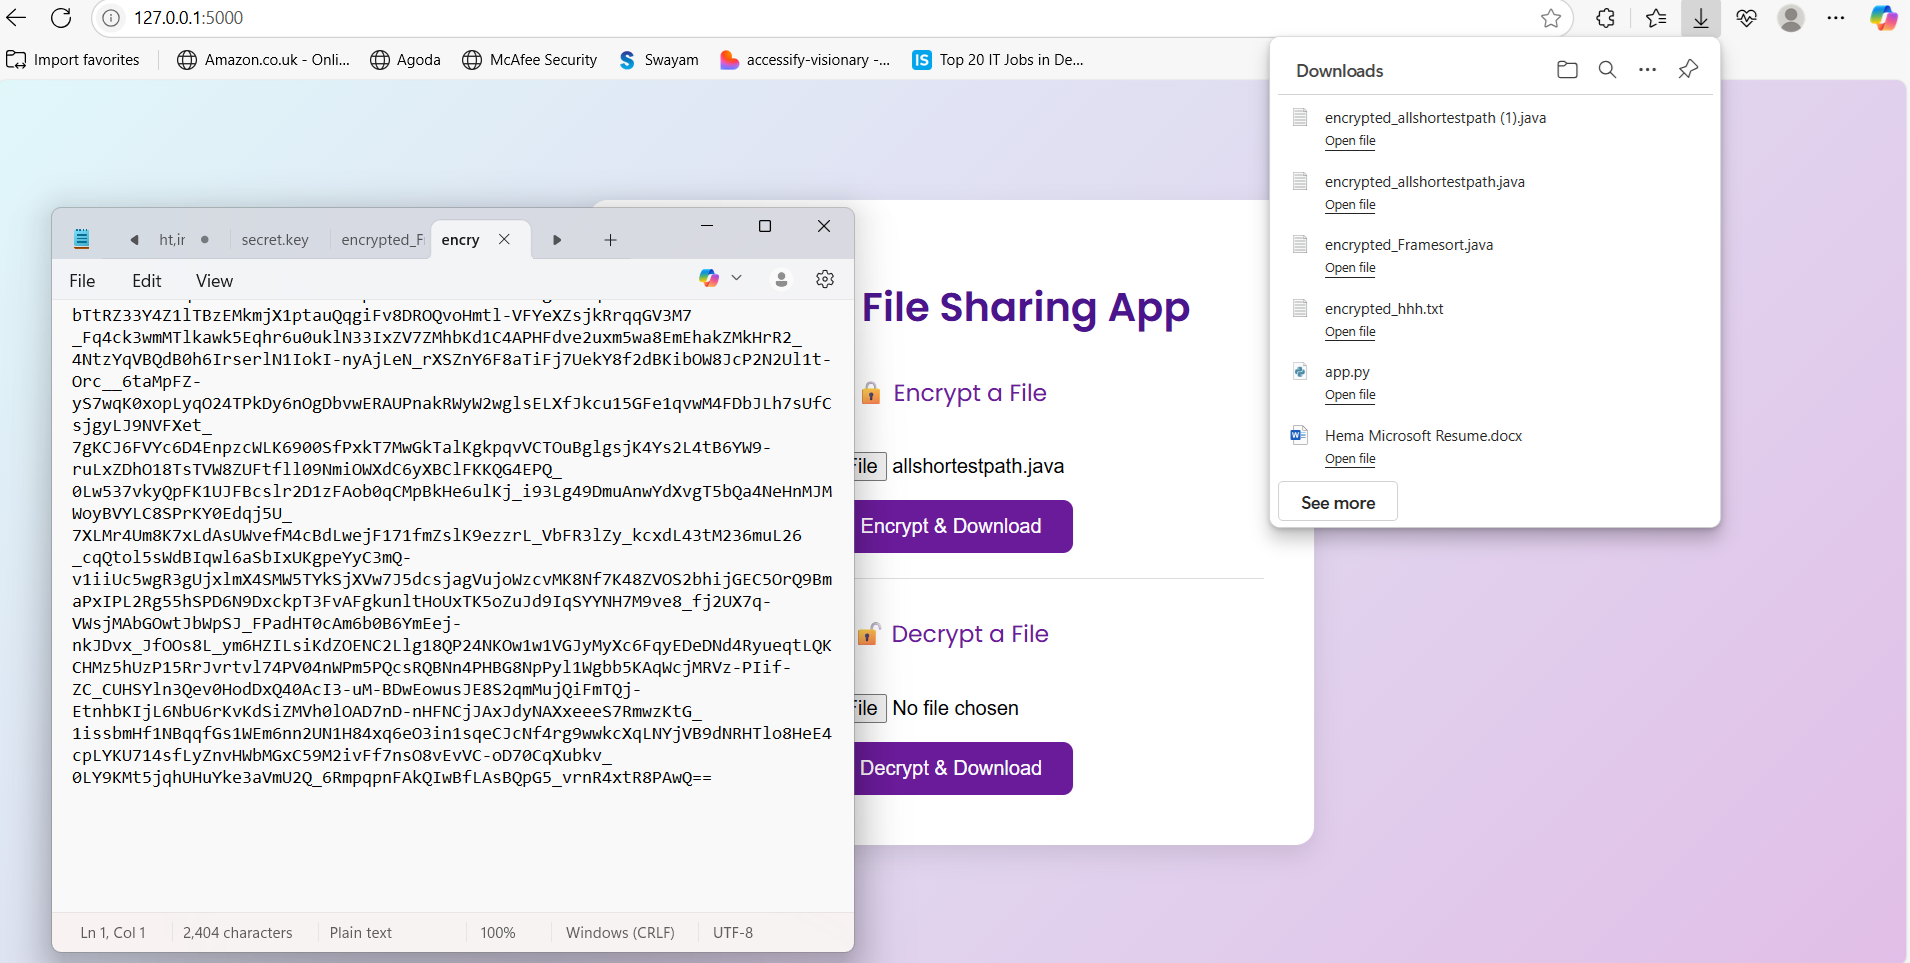 127.0.0.1:5000
Import favorites
Amazon.co.uk - Onli...
Agoda
McAfee Security
Swayam
accessify-visionary -...
Top 20 IT Jobs in De...
Downloads
encrypted_allshortestpath (1).java
Open file
encrypted_allshortestpath.java
Open file
encrypted_Framesort.java
Open file
encrypted_hhh.txt
Open file
app.py
Open file
Hema Microsoft Resume.docx
Open file
See more
ht,ir
secret.key
encrypted_F
encry
File
Edit
View
bTtRZ33Y4Z1lTBzEMkmjX1ptauQqgiFv8DROQvoHmtl-VFYeXZsjkRrqqGV3M7
_Fq4ck3wmMTlkawk5Eqhr6u0uklN33IxZV7ZMhbKd1C4APHFdve2uxm5wa8EmEhakZMkHrR2_
4NtzYqVBQdB0h6IrserlN1IokI-nyAjLeN_rXSZnY6F8aTiFj7UekY8f2dBKibOW8JcP2N2Ul1t-
Orc__6taMpFZ-
yS7wqK0xopLyqO24TPkDy6nOgDbvwERAUPnakRWyW2wglsELXfJkcu15GFe1qvwM4FDbJLh7sUfC
sjgyLJ9NVFXet_
7gKCJ6FVYc6D4EnpzcWLK6900SfPxkT7MwGkTalKgkpqvVCTOuBglgsjK4Ys2L4tB6YW9-
ruLxZDhO18TsTVW8ZUFtfll09NmiOWXdC6yXBClFKKQG4EPQ_
0Lw537vkyQpFK1UJFBcslr2D1zFAob0qCMpBkHe6ulKj_i93Lg49DmuAnwYdXvgT5bQa4NeHnMJM
WoyBVYLC8SPrKY0Edqj5U_
7XLMr4Um8K7xLdAsUWvefM4cBdLwejF171fmZslK9ezzrL_VbFR3lZy_kcxdL43tM236muL26
_cqQtol5sWdBIqwl6aSbIxUKgpeYyC3mQ-
v1iiUc5wgR3gUjxlmX4SMW5TYkSjXVw7J5dcsjagVujoWzcvMK8Nf7K48ZVOS2bhijGEC5OrQ9Bm
aPxIPL2Rg55hSPD6N9DxckpT3FvAFgkunltHoUxTK5oZuJd9IqSYYNH7M9ve8_fj2UX7q-
VWsjMAbGOwtJbWpSJ_FPadHT0cAm6b0B6YmEej-
nkJDvx_JfOOs8L_ym6HZILsiKdZOENC2Llg18QP24NKOw1w1VGJyMyXc6FqyEDeDNd4RyueqtLQK
CHMz5hUzP15RrJvrtvl74PV04nWPm5PQcsRQBNn4PHBG8NpPyl1Wgbb5KAqWcjMRVz-PIif-
ZC_CUHSYln3Qev0HodDxQ40AcI3-uM-BDwEowusJE8S2qmMujQiFmTQj-
EtnhbKIjL6NbU6rKvKdSiZMVh0lOAD7nD-nHFNCjJAxJdyNAXxeeeS7RmwzKtG_
1issbmHf1NBqqfGs1WEm6nn2UN1H84xq6eO3in1sqeCJcNf4rg9wwkcXqLNYjVB9dNRHTlo8HeE4
cpLYKU714sfLyZnvHWbMGxC59M2ivFf7nsO8vEvVC-oD70CqXubkv_
0LY9KMt5jqhUHuYke3aVmU2Q_6RmpqpnFAkQIwBfLAsBQpG5_vrnR4xtR8PAwQ==
Ln 1, Col 1
2,404 characters
Plain text
100%
Windows (CRLF)
UTF-8
File Sharing App
Encrypt a File
File
allshortestpath.java
Encrypt & Download
Decrypt a File
File
No file chosen
Decrypt & Download